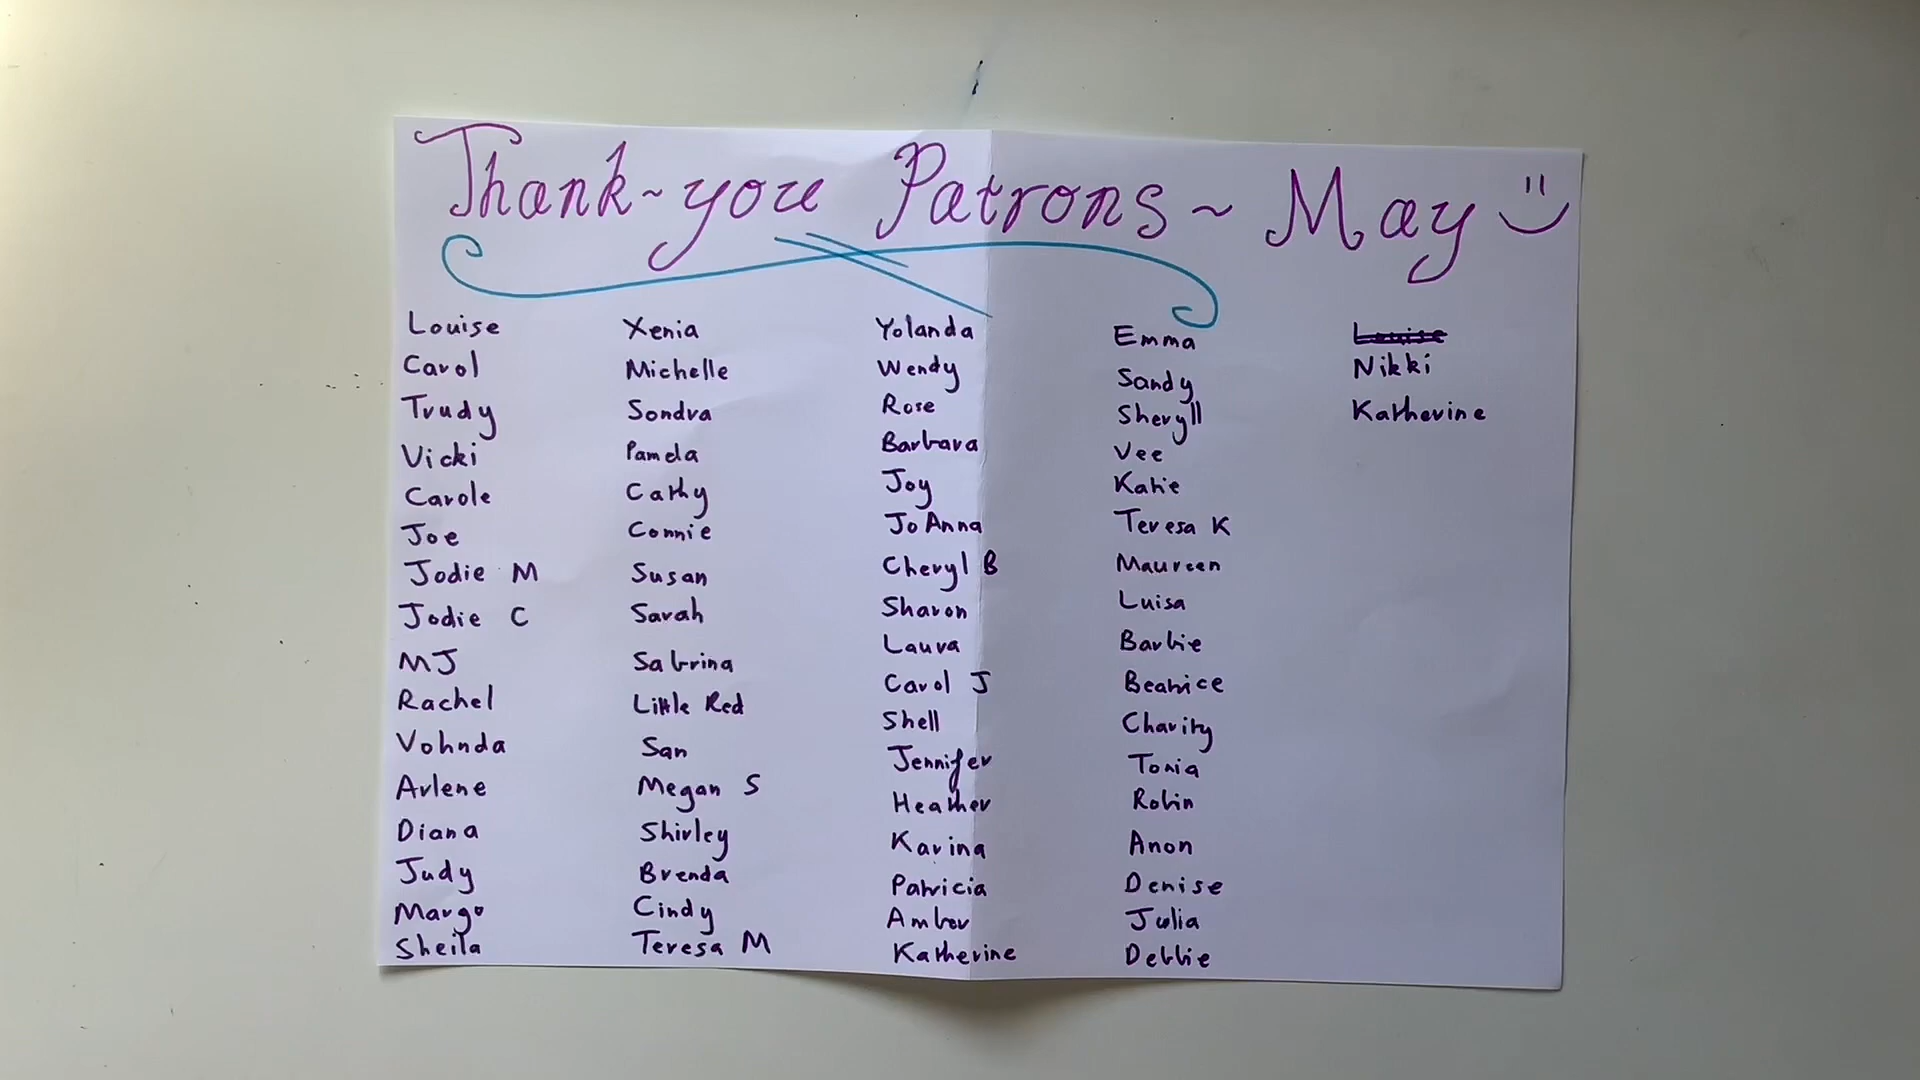 Thank~you Patrons ~ May
Louise
Carol
Trudy
Vicki
Carole
Joe
Jodie M
Jodie C
MJ
Rachel
Vohnda
Arlene
Diana
Judy
Margo
Sheila
Xenia
Michelle
Sondra
Pamela
Cathy
Connie
Susan
Sarah
Sabrina
Little Red
San
Megan S
Shirley
Brenda
Cindy
Teresa M
Yolanda
Wendy
Rose
Barbara
Joy
JoAnna
Cheryl B
Sharon
Laura
Carol J
Shell
Jennifer
Heather
Karina
Patricia
Amber
Katherine
Emma
Sandy
Sheryll
Vee
Katie
Teresa K
Maureen
Luisa
Barbie
Beatrice
Charity
Tonia
Robin
Anon
Denise
Julia
Debbie
Louise
Nikki
Katherine